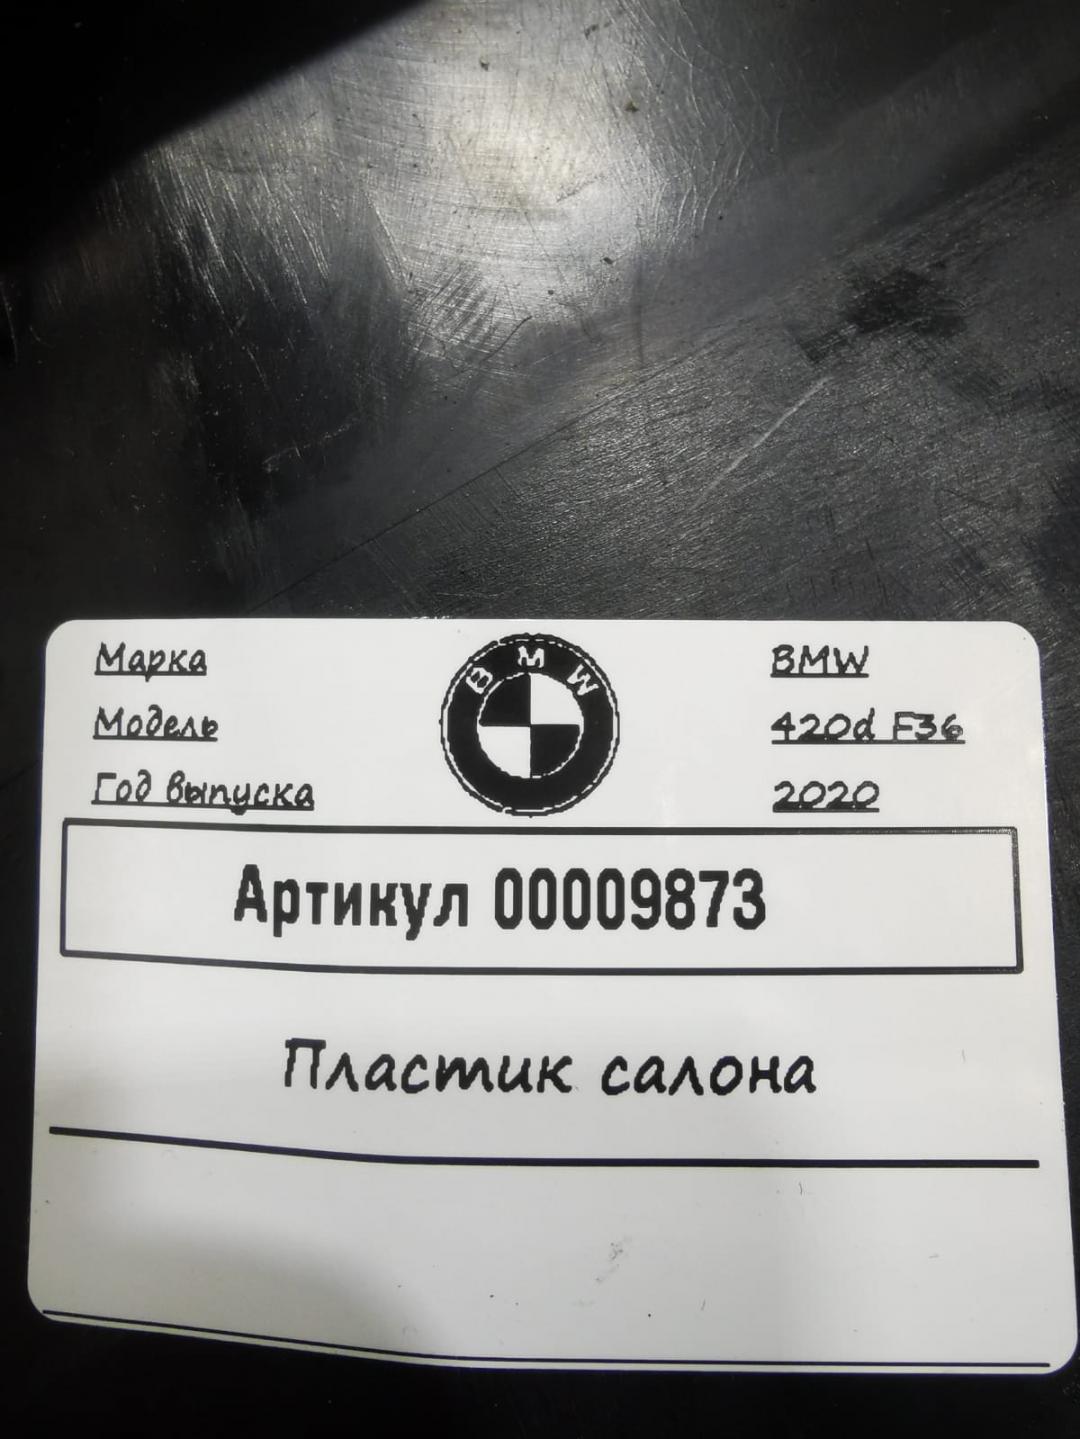 Марка BMW BMW
Модель 420d F36
Год выпуска 2020
Артикул 00009873
Пластик салона